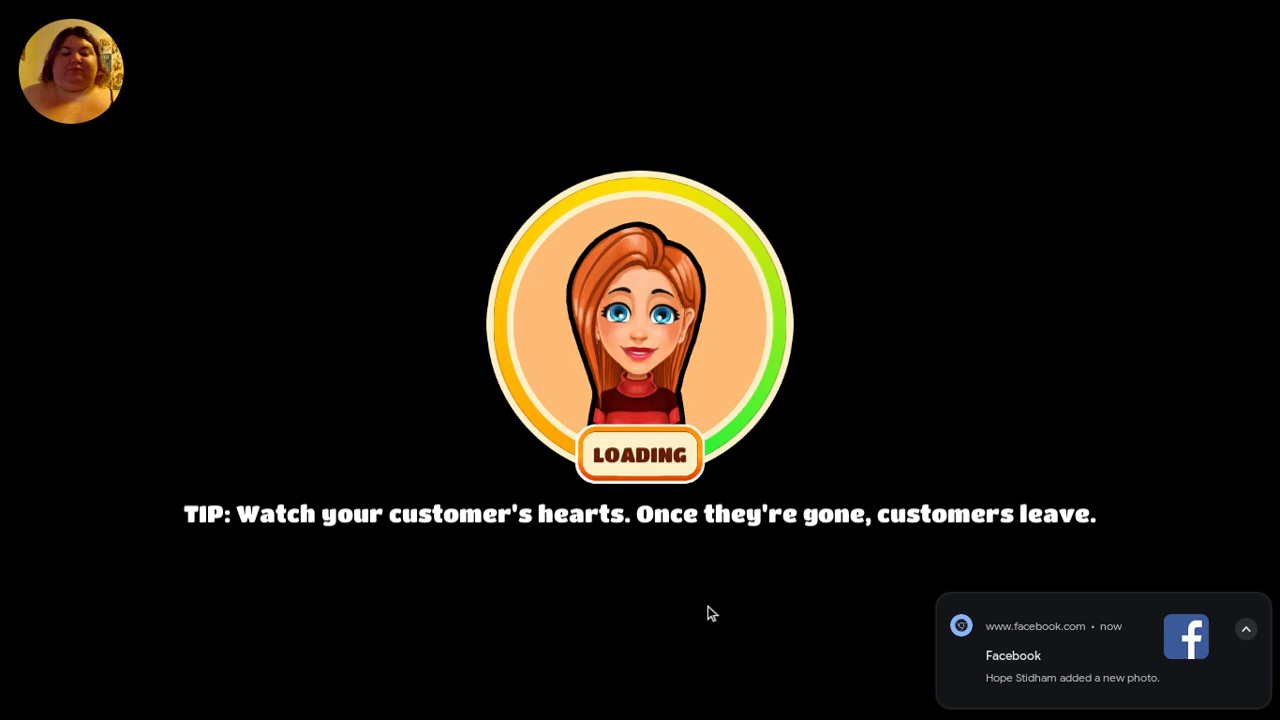 LOADING
TIP: Watch your customer's hearts. Once they're gone, customers leave.
www.facebook.com • now
Facebook
Hope Stidham added a new photo.